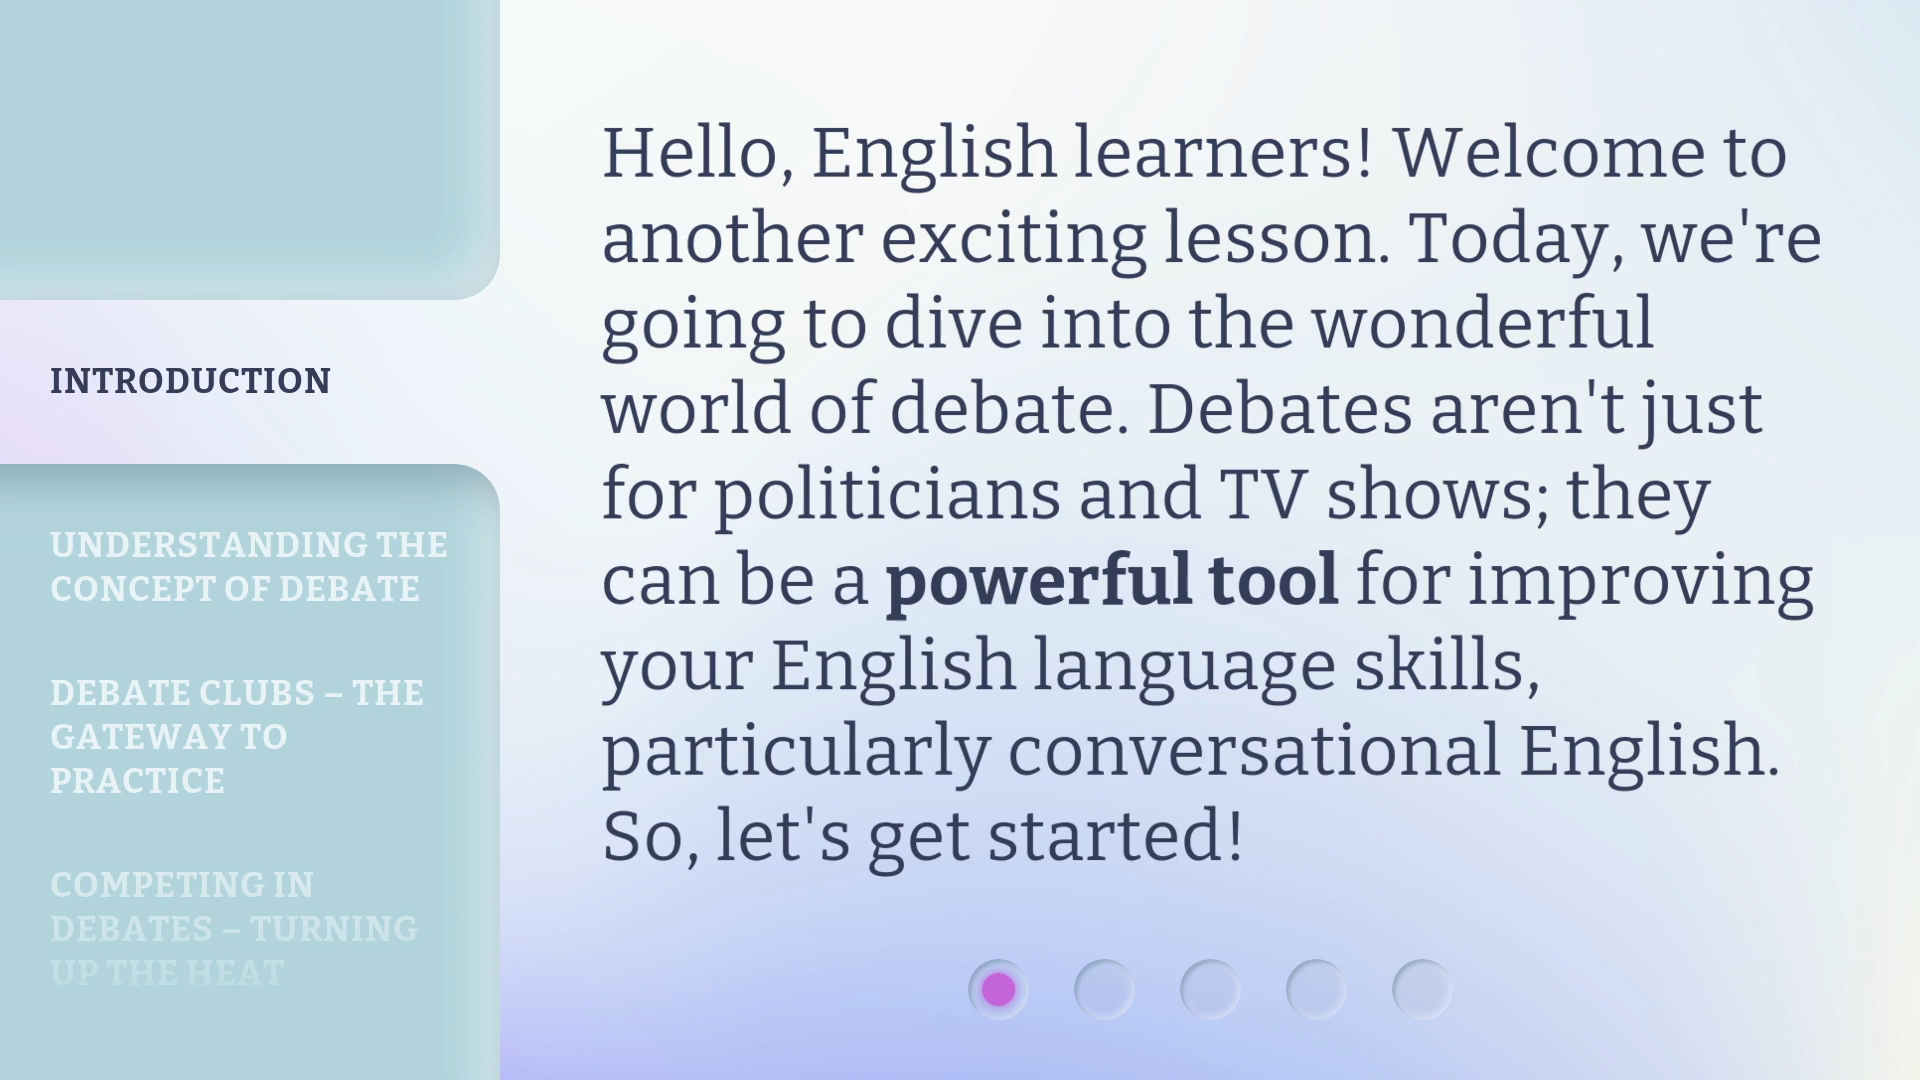 INTRODUCTION
UNDERSTANDING THE
CONCEPT OF DEBATE
DEBATE CLUBS – THE
GATEWAY TO
PRACTICE
COMPETING IN
DEBATES – TURNING
UP THE HEAT
Hello, English learners! Welcome to
another exciting lesson. Today, we're
going to dive into the wonderful
world of debate. Debates aren't just
for politicians and TV shows; they
can be a powerful tool for improving
your English language skills,
particularly conversational English.
So, let's get started!